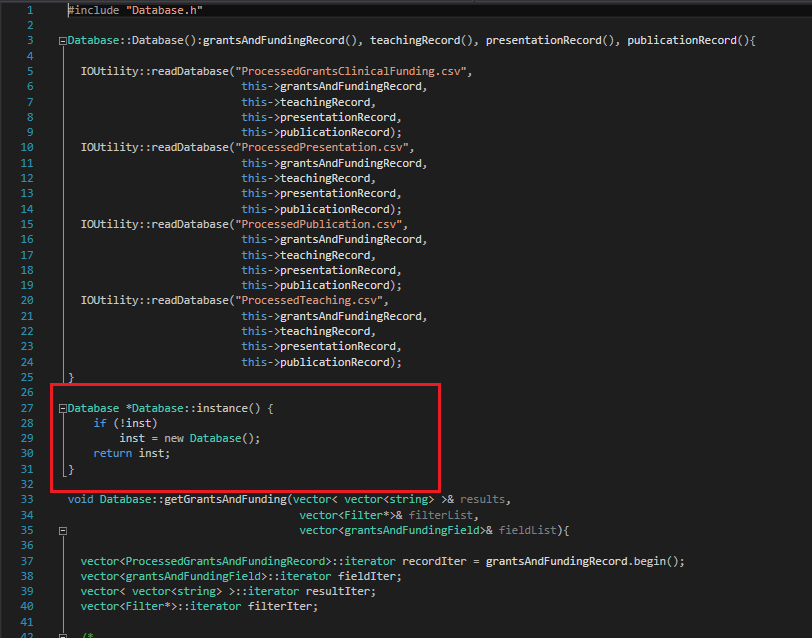 1 #include "Database.h"
2
3 Database::Database():grantsAndFundingRecord(), teachingRecord(), presentationRecord(), publicationRecord(){
4
5 IOUtility::readDatabase("ProcessedGrantsClinicalFunding.csv",
6 this->grantsAndFundingRecord,
7 this->teachingRecord,
8 this->presentationRecord,
9 this->publicationRecord);
10 IOUtility::readDatabase("ProcessedPresentation.csv",
11 this->grantsAndFundingRecord,
12 this->teachingRecord,
13 this->presentationRecord,
14 this->publicationRecord);
15 IOUtility::readDatabase("ProcessedPublication.csv",
16 this->grantsAndFundingRecord,
17 this->teachingRecord,
18 this->presentationRecord,
19 this->publicationRecord);
20 IOUtility::readDatabase("ProcessedTeaching.csv",
21 this->grantsAndFundingRecord,
22 this->teachingRecord,
23 this->presentationRecord,
24 this->publicationRecord);
25 }
26
27 Database *Database::instance() {
28 if (!inst)
29 inst = new Database();
30 return inst;
31 }
32
33 void Database::getGrantsAndFunding(vector< vector<string> >& results,
34 vector<Filter*>& filterList,
35 vector<grantsAndFundingField>& fieldList){
36
37 vector<ProcessedGrantsAndFundingRecord>::iterator recordIter = grantsAndFundingRecord.begin();
38 vector<grantsAndFundingField>::iterator fieldIter;
39 vector< vector<string> >::iterator resultIter;
40 vector<Filter*>::iterator filterIter;
41
42 /*